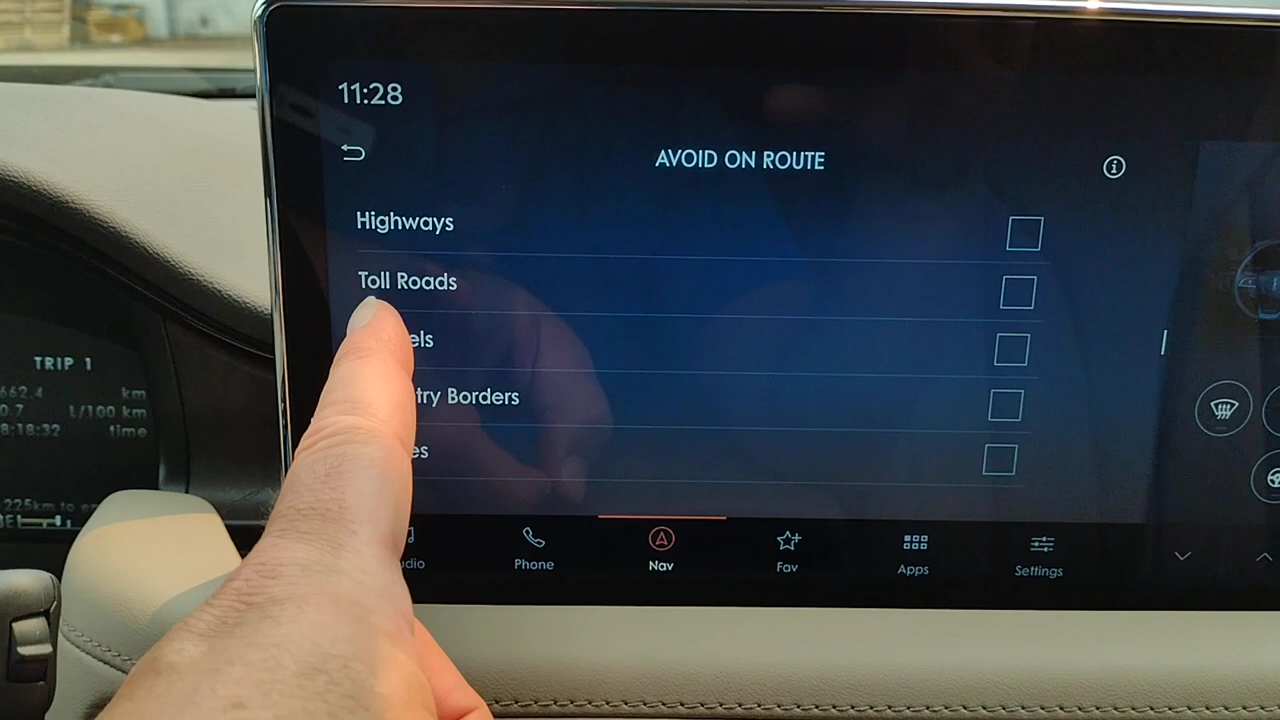 11:28
AVOID ON ROUTE
Highways
Toll Roads
els
try Borders
es
dio
Phone
Nav
Fav
Apps
Settings
TRIP 1
662.4 km
0.7 L/100 km
8:18:32 time
225km to
E